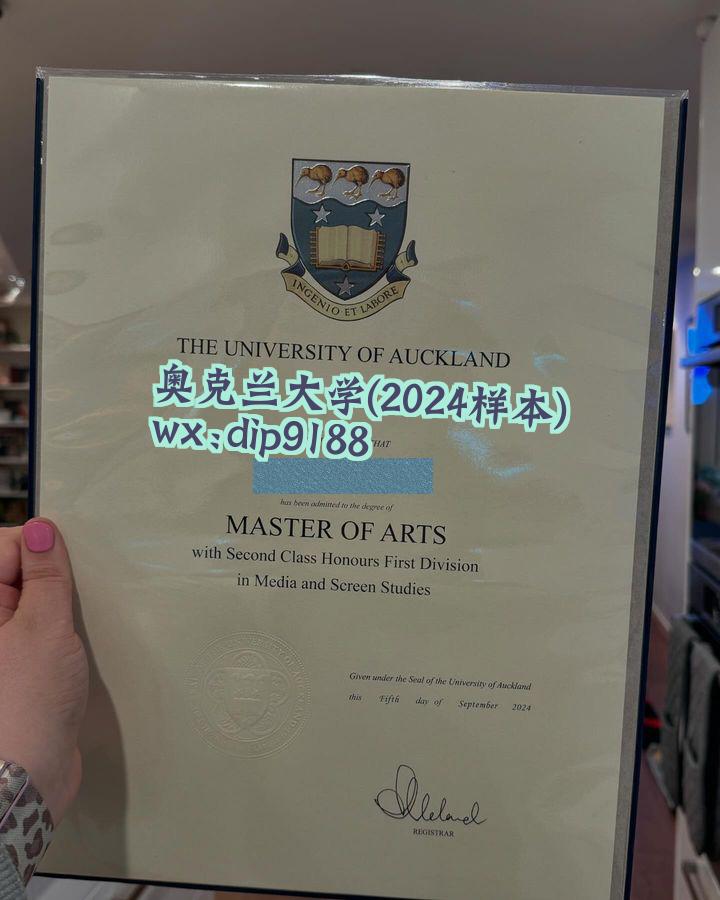 INGENIO ET LABORE
THE UNIVERSITY OF AUCKLAND
奥克兰大学(2024样本)
wx:dip9188
THAT
has been admitted to the degree of
MASTER OF ARTS
with Second Class Honours First Division
in Media and Screen Studies
Given under the Seal of the University of Auckland
this Fifth day of September 2024
REGISTRAR